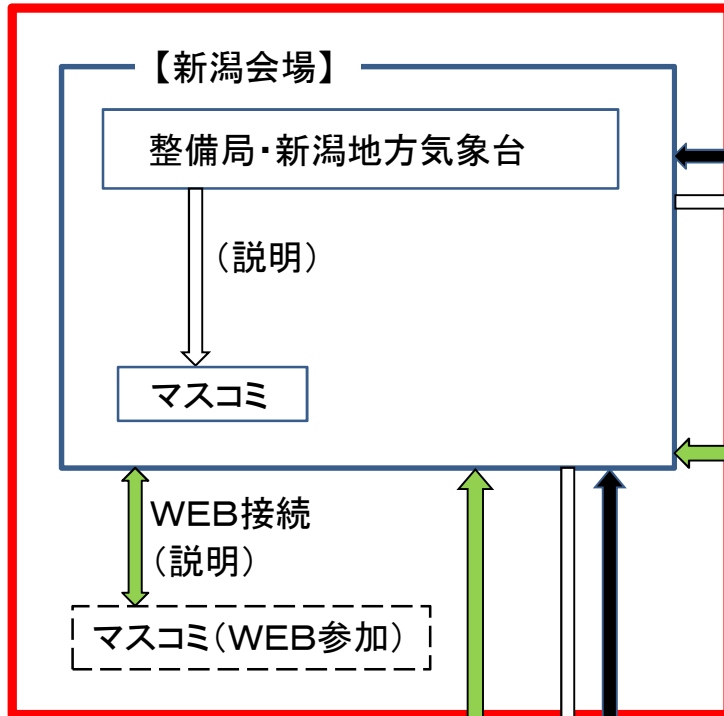 【新潟会場】
整備局・新潟地方気象台
（説明）
マスコミ
ＷＥＢ接続
（説明）
マスコミ（ＷＥＢ参加）